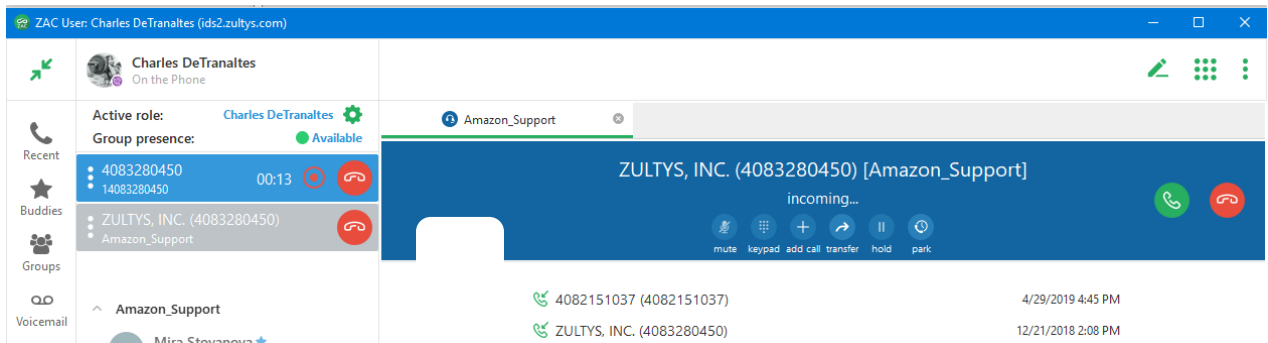 ZAC User: Charles DeTranaltes (ids2.zultys.com)
Charles DeTranaltes
On the Phone
Active role: Charles DeTranaltes
Group presence: Available
Amazon_Support
Recent
4083280450
14083280450
00:13
Buddies
ZULTYS, INC. (4083280450)
Amazon_Support
Groups
Voicemail
Amazon_Support
Mira Stoyanova
ZULTYS, INC. (4083280450) [Amazon_Support]
incoming...
mute keypad add call transfer hold park
4082151037 (4082151037) 4/29/2019 4:45 PM
ZULTYS, INC. (4083280450) 12/21/2018 2:08 PM